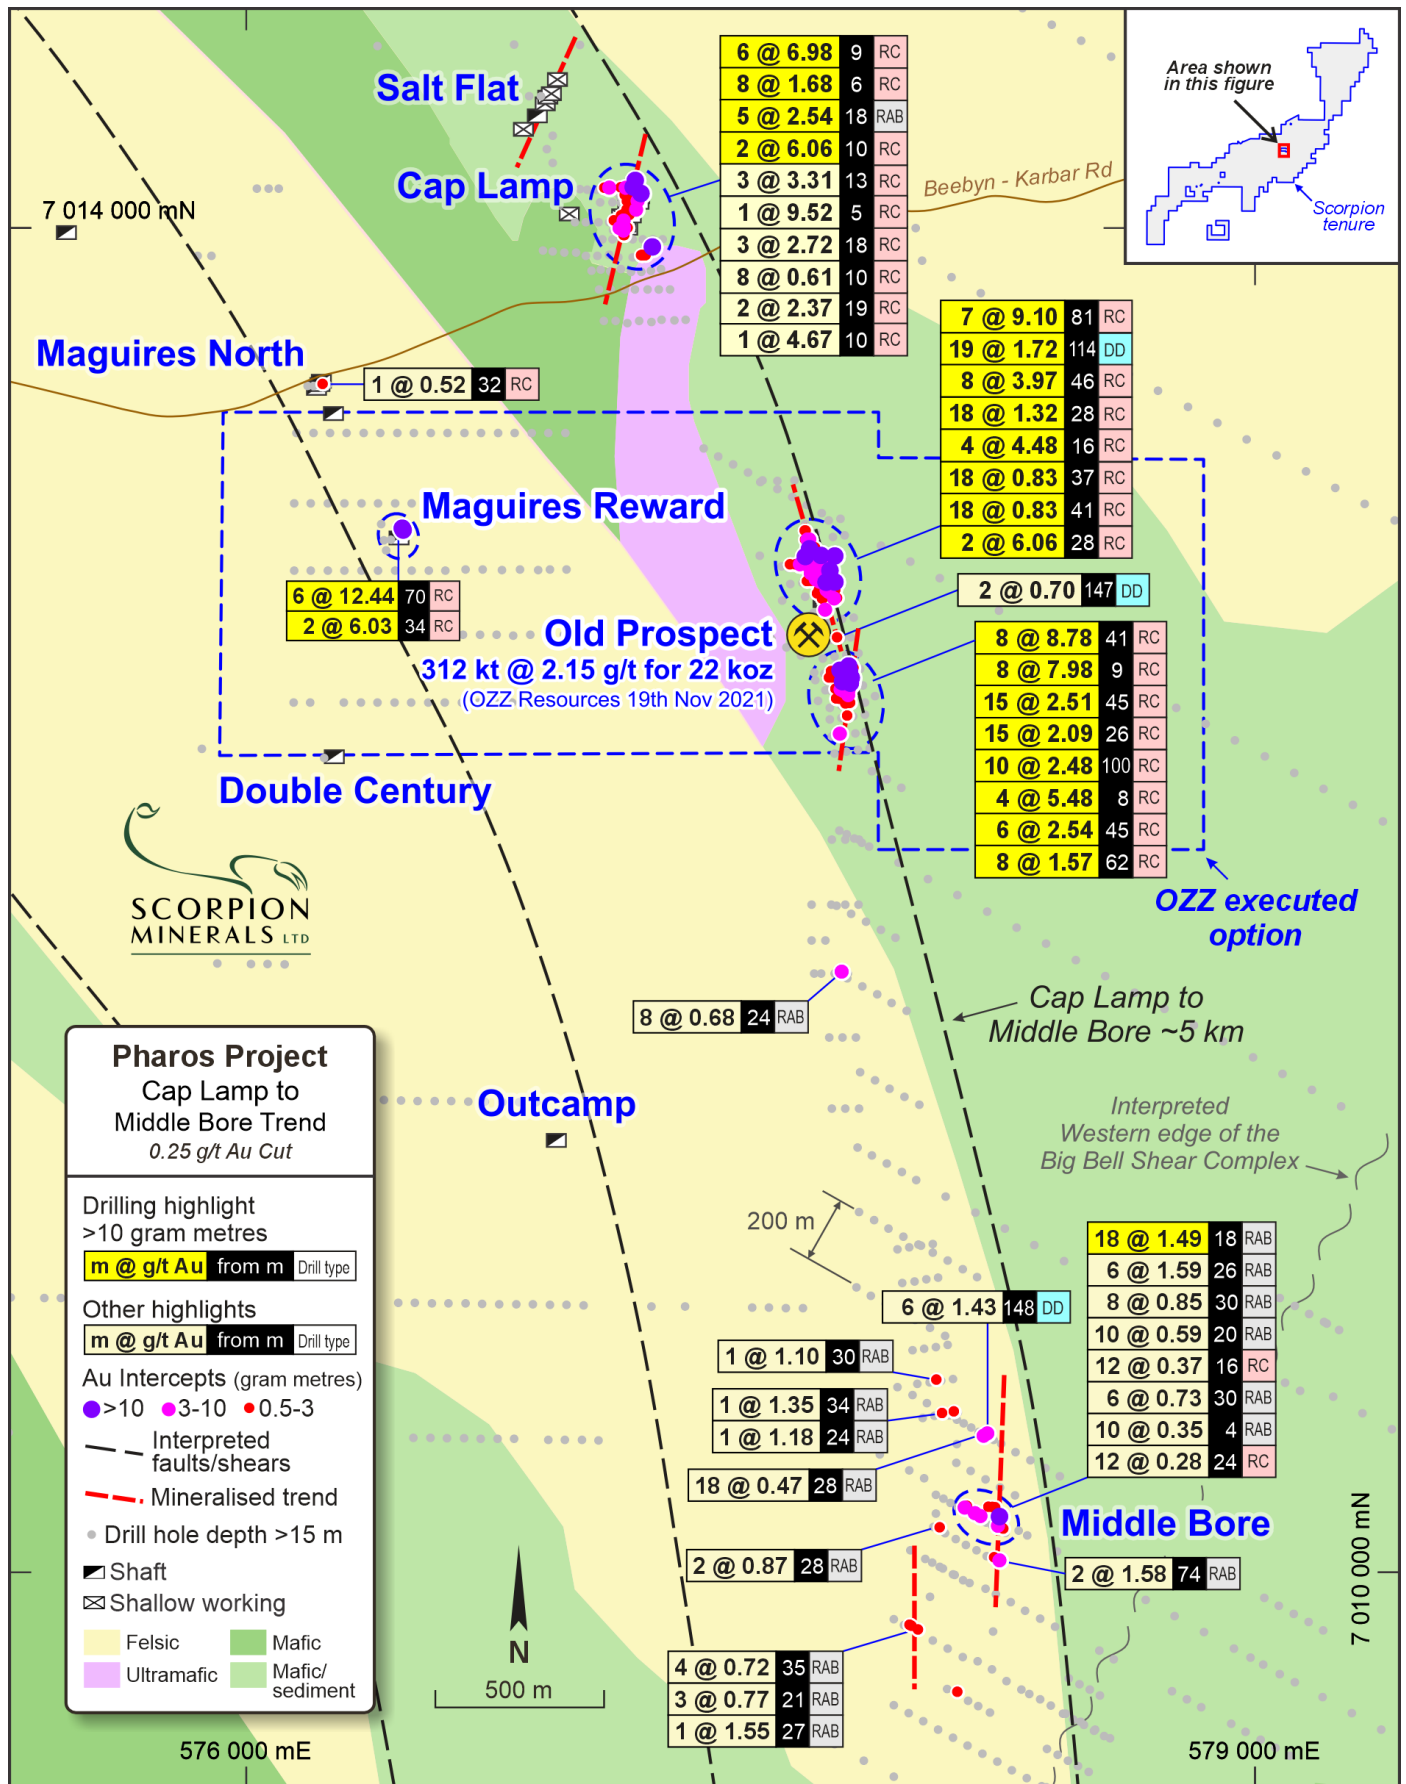 Salt Flat
Cap Lamp
7 014 000 mN
6 @ 6.98 9 RC
8 @ 1.68 6 RC
5 @ 2.54 18 RAB
2 @ 6.06 10 RC
3 @ 3.31 13 RC
1 @ 9.52 5 RC
3 @ 2.72 18 RC
8 @ 0.61 10 RC
2 @ 2.37 19 RC
1 @ 4.67 10 RC
Beebyn - Karbar Rd
Area shown
in this figure
Scorpion
tenure
Maguires North
1 @ 0.52 32 RC
7 @ 9.10 81 RC
19 @ 1.72 114 DD
8 @ 3.97 46 RC
18 @ 1.32 28 RC
4 @ 4.48 16 RC
18 @ 0.83 37 RC
18 @ 0.83 41 RC
2 @ 6.06 28 RC
Maguires Reward
6 @ 12.44 70 RC
2 @ 6.03 34 RC
2 @ 0.70 147 DD
Old Prospect
312 kt @ 2.15 g/t for 22 koz
(OZZ Resources 19th Nov 2021)
8 @ 8.78 41 RC
8 @ 7.98 9 RC
15 @ 2.51 45 RC
15 @ 2.09 26 RC
10 @ 2.48 100 RC
4 @ 5.48 8 RC
6 @ 2.54 45 RC
8 @ 1.57 62 RC
Double Century
SCORPION
MINERALS LTD
OZZ executed
option
8 @ 0.68 24 RAB
Cap Lamp to
Middle Bore ~5 km
Outcamp
Interpreted
Western edge of the
Big Bell Shear Complex
200 m
Pharos Project
Cap Lamp to
Middle Bore Trend
0.25 g/t Au Cut
Drilling highlight
>10 gram metres
m @ g/t Au from m Drill type
Other highlights
m @ g/t Au from m Drill type
Au Intercepts (gram metres)
>10 3-10 0.5-3
Interpreted
faults/shears
Mineralised trend
Drill hole depth >15 m
Shaft
Shallow working
Felsic Mafic
Ultramafic Mafic/
sediment
6 @ 1.43 148 DD
1 @ 1.10 30 RAB
1 @ 1.35 34 RAB
1 @ 1.18 24 RAB
18 @ 0.47 28 RAB
2 @ 0.87 28 RAB
18 @ 1.49 18 RAB
6 @ 1.59 26 RAB
8 @ 0.85 30 RAB
10 @ 0.59 20 RAB
12 @ 0.37 16 RC
6 @ 0.73 30 RAB
10 @ 0.35 4 RAB
12 @ 0.28 24 RC
Middle Bore
2 @ 1.58 74 RAB
7 010 000 mN
N
500 m
4 @ 0.72 35 RAB
3 @ 0.77 21 RAB
1 @ 1.55 27 RAB
576 000 mE
579 000 mE